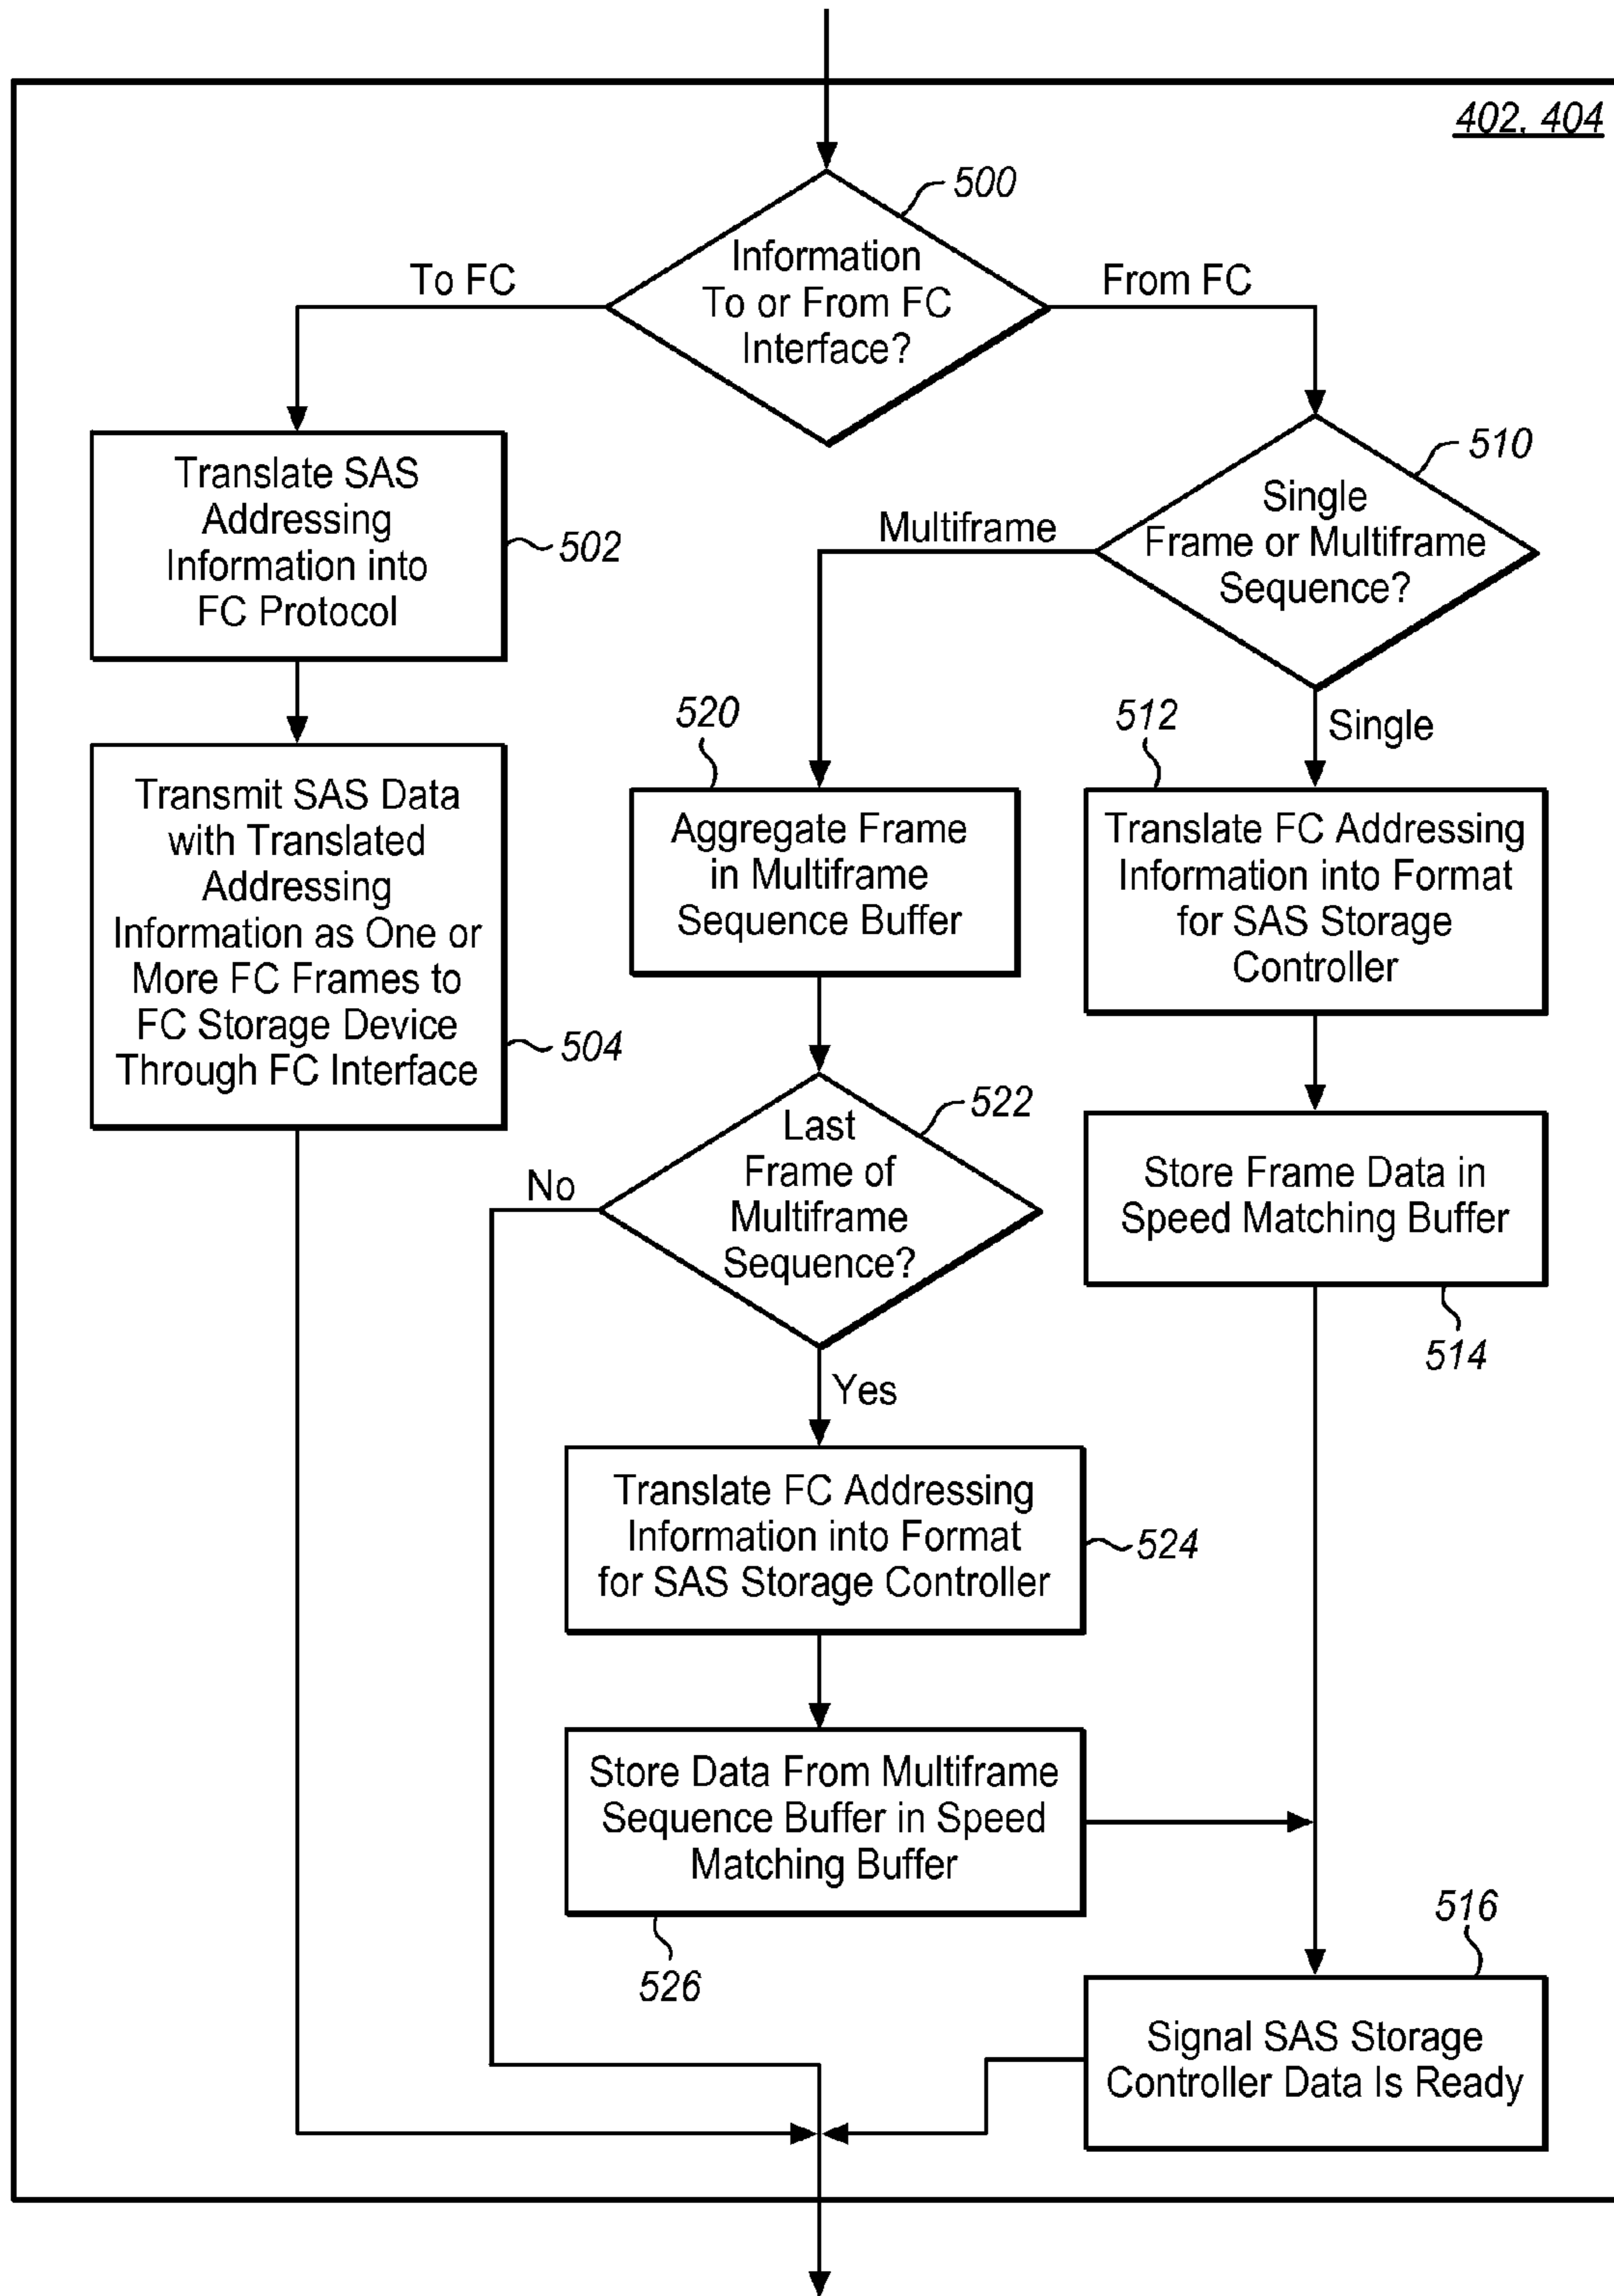 402, 404
500
Information
To or From FC
Interface?
To FC
From FC
Translate SAS
Addressing
Information into
FC Protocol
502
510
Single
Frame or Multiframe
Sequence?
Multiframe
Single
Transmit SAS Data
with Translated
Addressing
Information as One or
More FC Frames to
FC Storage Device
Through FC Interface
504
520
Aggregate Frame
in Multiframe
Sequence Buffer
512
Translate FC Addressing
Information into Format
for SAS Storage
Controller
522
Last
Frame of
Multiframe
Sequence?
No
Yes
Store Frame Data in
Speed Matching Buffer
514
Translate FC Addressing
Information into Format
for SAS Storage Controller
524
Store Data From Multiframe
Sequence Buffer in Speed
Matching Buffer
526
516
Signal SAS Storage
Controller Data Is Ready